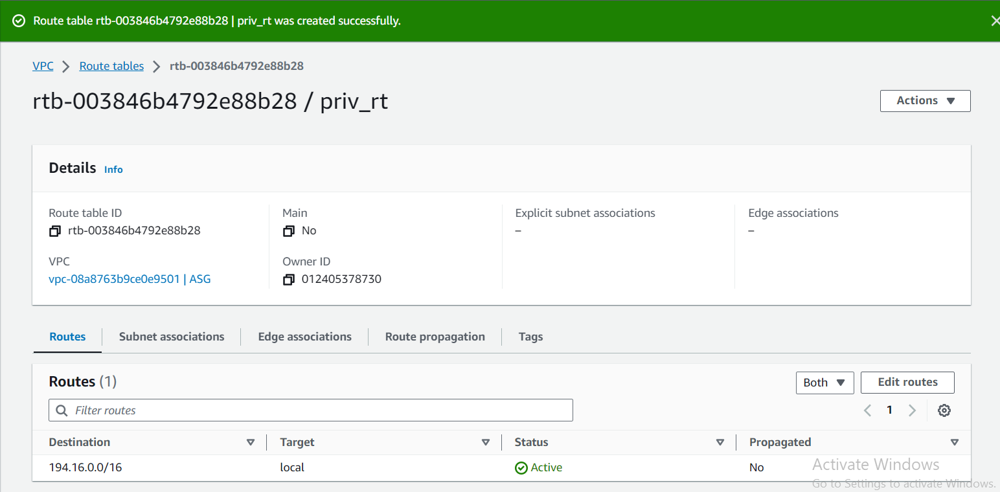 Route table rtb-003846b4792e88b28 | priv_rt was created successfully.
VPC > Route tables > rtb-003846b4792e88b28
rtb-003846b4792e88b28 / priv_rt
Actions
Details Info
Route table ID
rtb-003846b4792e88b28
Main
No
Explicit subnet associations
–
Edge associations
–
VPC
vpc-08a8763b9ce0e9501 | ASG
Owner ID
012405378730
Routes Subnet associations Edge associations Route propagation Tags
Routes (1)
Both
Edit routes
Filter routes
1
Destination Target Status Propagated
194.16.0.0/16 local Active No
Activate Windows
Go to Settings to activate Windows.